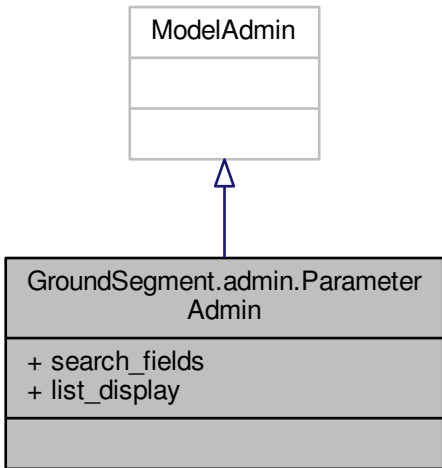 ModelAdmin
GroundSegment.admin.Parameter
Admin
+ search_fields
+ list_display